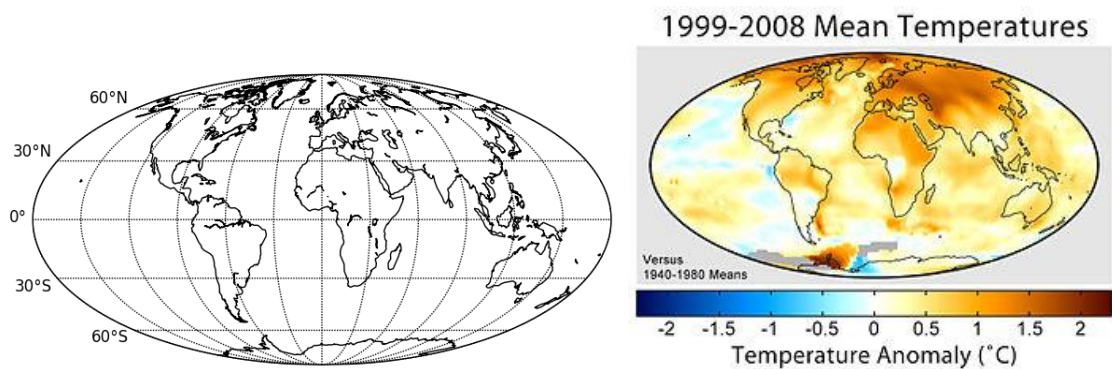 60°N
30°N
0°
30°S
60°S
1999-2008 Mean Temperatures
Versus
1940-1980 Means
-2 -1.5 -1 -0.5 0 0.5 1 1.5 2
Temperature Anomaly (˚C)